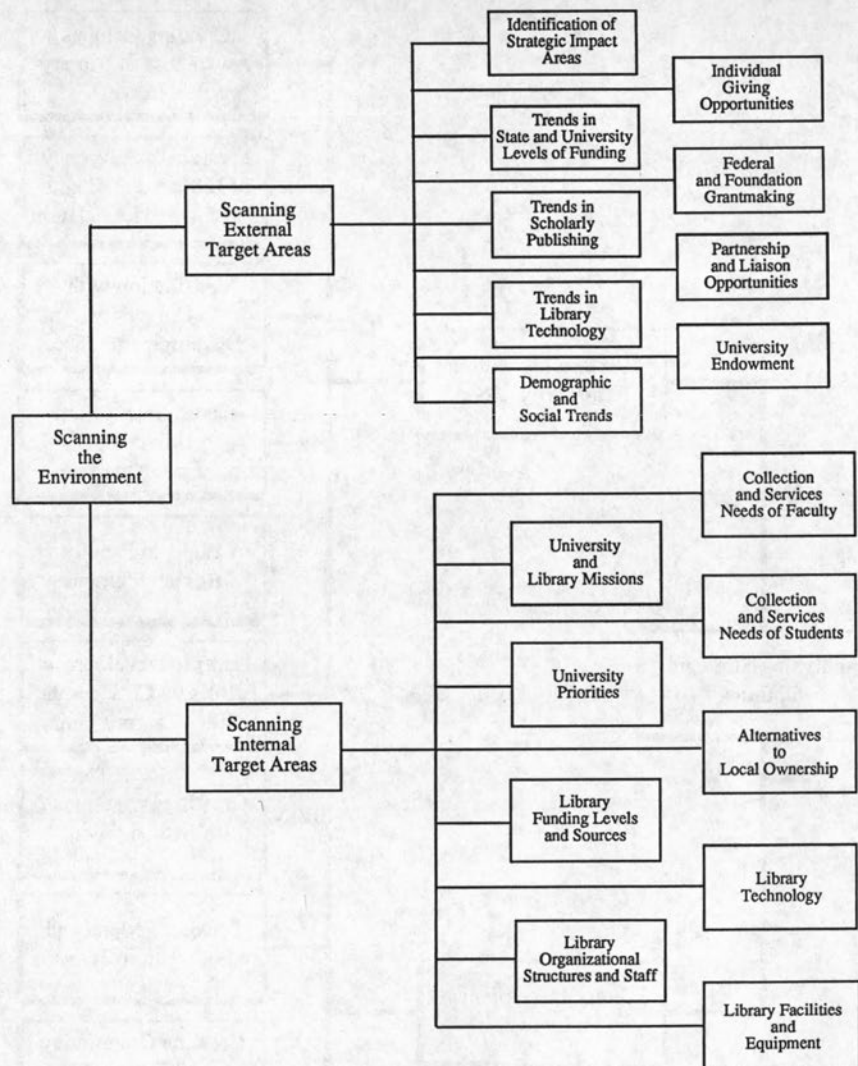 Identification of
Strategic Impact
Areas
Individual
Giving
Opportunities
Trends in
State and University
Levels of Funding
Federal
and Foundation
Grantmaking
Scanning
External
Target Areas
Trends in
Scholarly
Publishing
Partnership
and Liaison
Opportunities
Trends in
Library
Technology
University
Endowment
Demographic
and
Social Trends
Scanning
the
Environment
Collection
and Services
Needs of Faculty
University
and
Library Missions
Collection
and Services
Needs of Students
University
Priorities
Scanning
Internal
Target Areas
Alternatives
to
Local Ownership
Library
Funding Levels
and Sources
Library
Technology
Library
Organizational
Structures and Staff
Library Facilities
and
Equipment